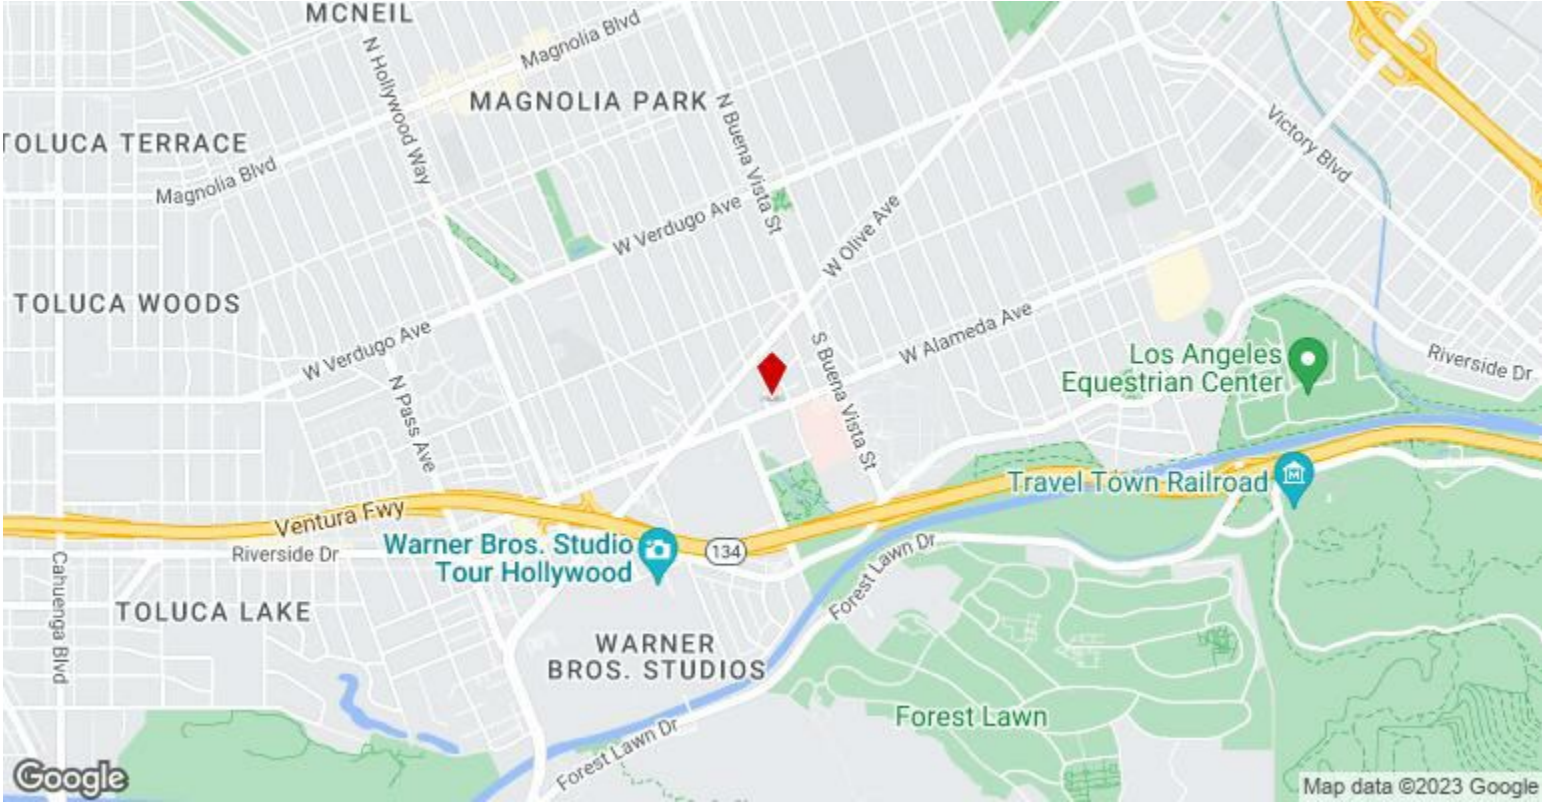 MCNEIL
Magnolia Blvd
N Hollywood Way
MAGNOLIA PARK
N Buena Vista St
Victory Blvd
TOLUCA TERRACE
Magnolia Blvd
W Verdugo Ave
W Olive Ave
TOLUCA WOODS
W Verdugo Ave
W Alameda Ave
S Buena Vista St
Los Angeles
Equestrian Center
Riverside Dr
N Pass Ave
Travel Town Railroad
Ventura Fwy
Riverside Dr
Warner Bros. Studio
Tour Hollywood
134
Forest Lawn Dr
Cahuenga Blvd
TOLUCA LAKE
WARNER
BROS. STUDIOS
Forest Lawn
Forest Lawn Dr
Google
Map data ©2023 Google